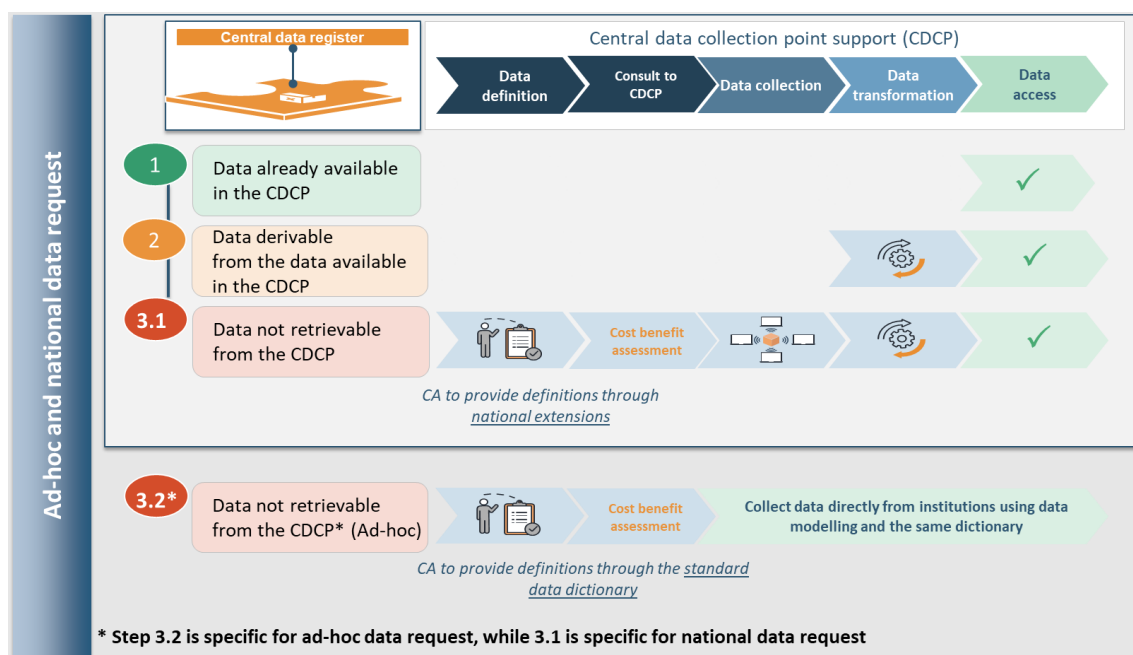 Ad-hoc and national data request
Central data register
Central data collection point support (CDCP)
Data
definition
Consult to
CDCP
Data collection
Data
transformation
Data
access
1
Data already available
in the CDCP
2
Data derivable
from the data available
in the CDCP
3.1
Data not retrievable
from the CDCP
Cost benefit
assessment
CA to provide definitions through
national extensions
3.2*
Data not retrievable
from the CDCP* (Ad-hoc)
Cost benefit
assessment
Collect data directly from institutions using data
modelling and the same dictionary
CA to provide definitions through the standard
data dictionary
* Step 3.2 is specific for ad-hoc data request, while 3.1 is specific for national data request